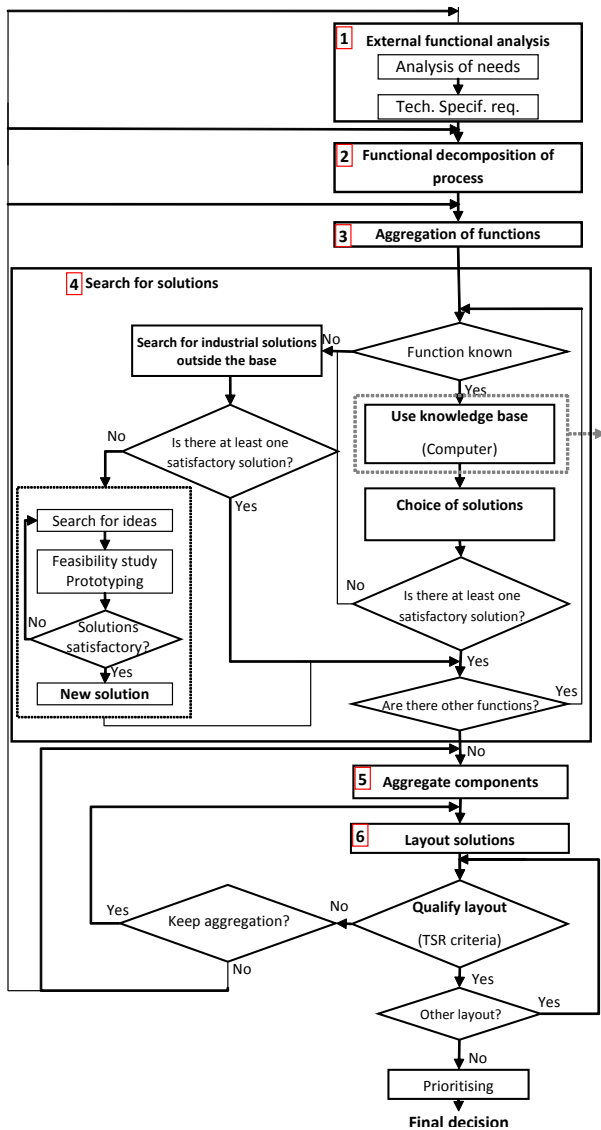 1
External functional analysis
Analysis of needs
Tech. Specif. req.
2
Functional decomposition of
process
3
Aggregation of functions
4
Search for solutions
Search for industrial solutions
outside the base
No
Function known
Yes
Use knowledge base
(Computer)
No
Is there at least one
satisfactory solution?
Yes
Choice of solutions
Search for ideas
Feasibility study
Prototyping
No
Solutions
satisfactory?
Yes
New solution
No
Is there at least one
satisfactory solution?
Yes
Are there other functions?
Yes
No
5
Aggregate components
6
Layout solutions
Yes
Keep aggregation?
No
No
Qualify layout
(TSR criteria)
Yes
Other layout?
Yes
No
Prioritising
Final decision